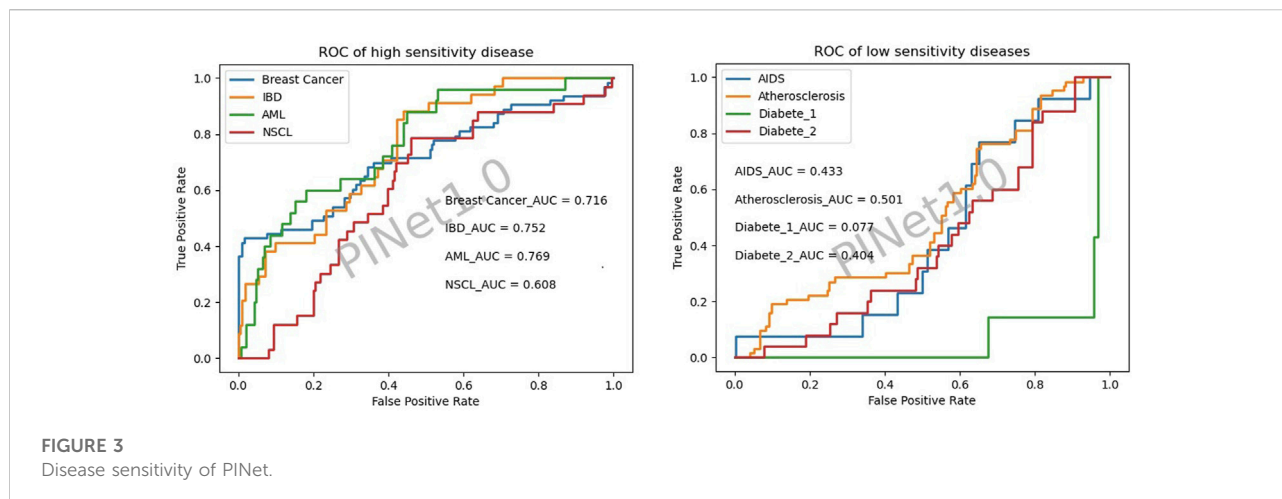 ROC of high sensitivity disease
1.0
0.8
0.6
0.4
0.2
0.0
True Positive Rate
Breast Cancer
IBD
AML
NSCL
PINet1.0
Breast Cancer_AUC = 0.716
IBD_AUC = 0.752
AML_AUC = 0.769
NSCL_AUC = 0.608
0.0 0.2 0.4 0.6 0.8 1.0
False Positive Rate
ROC of low sensitivity diseases
1.0
0.8
0.6
0.4
0.2
0.0
True Positive Rate
AIDS
Atherosclerosis
Diabete_1
Diabete_2
PINet1.0
AIDS_AUC = 0.433
Atherosclerosis_AUC = 0.501
Diabete_1_AUC = 0.077
Diabete_2_AUC = 0.404
0.0 0.2 0.4 0.6 0.8 1.0
False Positive Rate
FIGURE 3
Disease sensitivity of PINet.